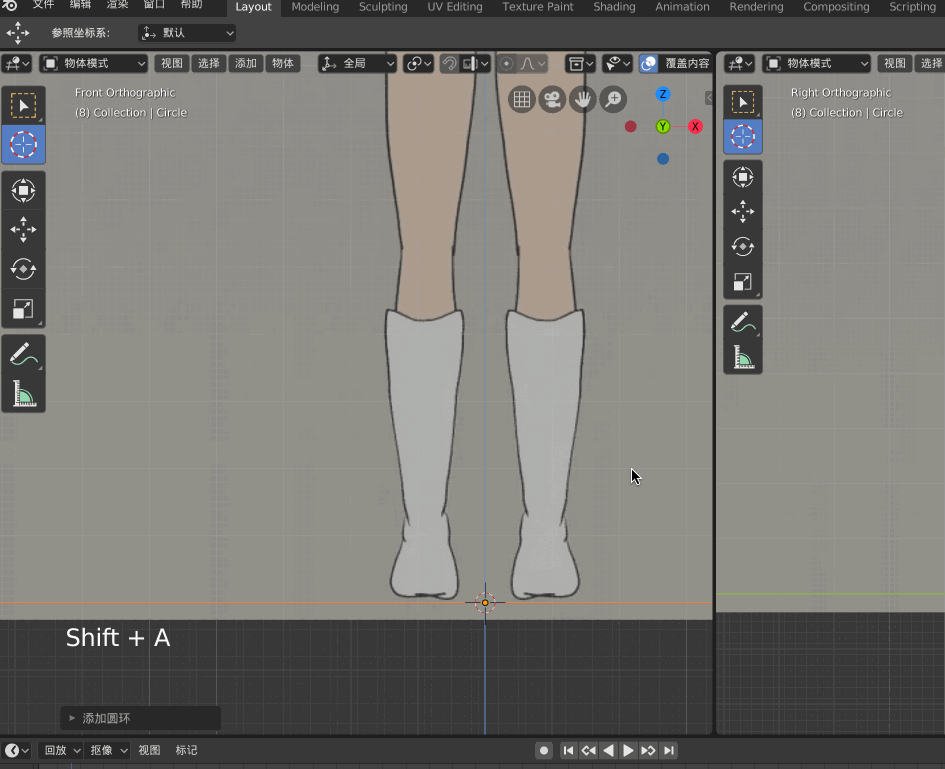 文件 编辑 渲染 窗口 帮助 Layout Modeling Sculpting UV Editing Texture Paint Shading Animation Rendering Compositing Scripting
参照坐标系: 默认
物体模式 视图 选择 添加 物体 全局 覆盖内容 物体模式 视图 选择
Front Orthographic
(8) Collection | Circle
Z
Y
X
Right Orthographic
(8) Collection | Circle
Shift + A
添加圆环
回放 抠像 视图 标记